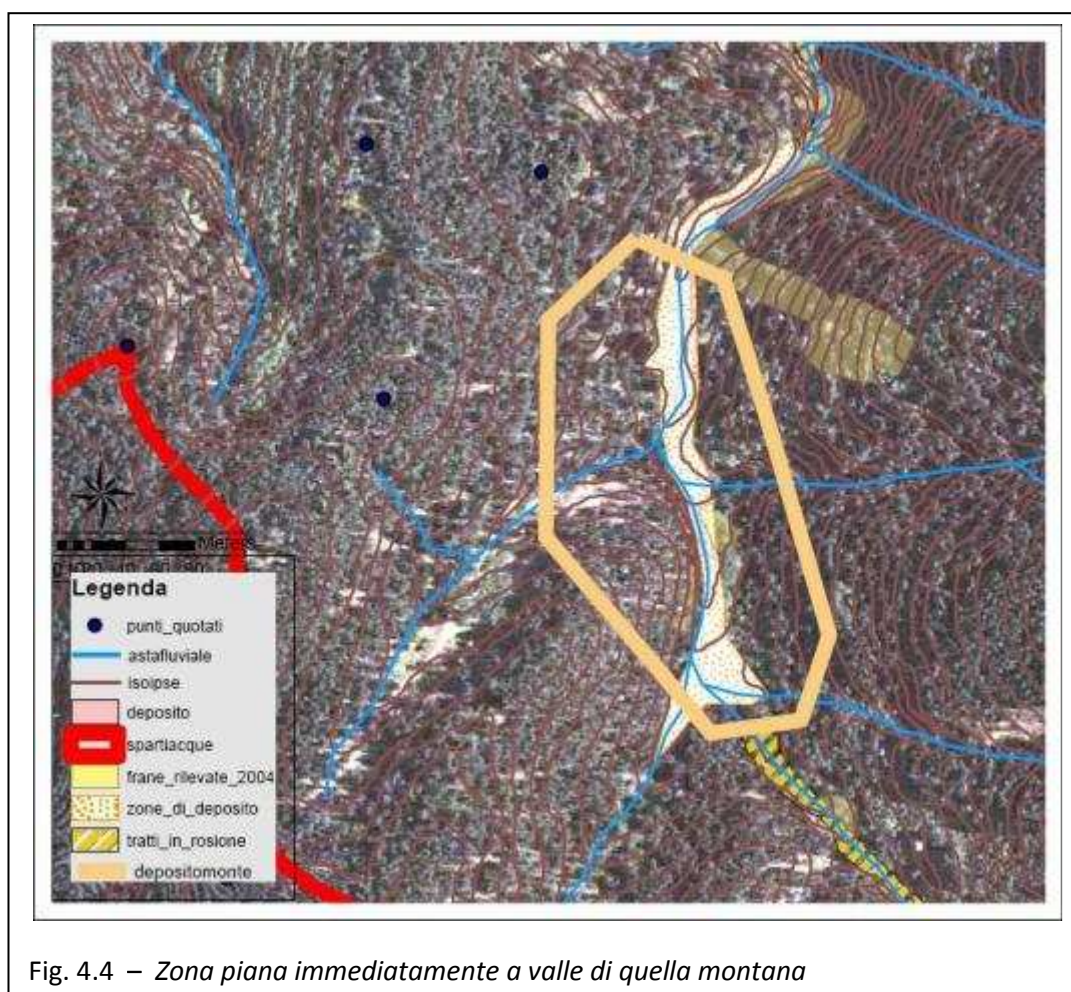 Meters
Legenda
punti_quotati
astafluviale
isoipse
deposito
spartiacque
frane_rilevate_2004
zone_di_deposito
tratti_in_rosione
depositomonte
Fig. 4.4 – Zona piana immediatamente a valle di quella montana